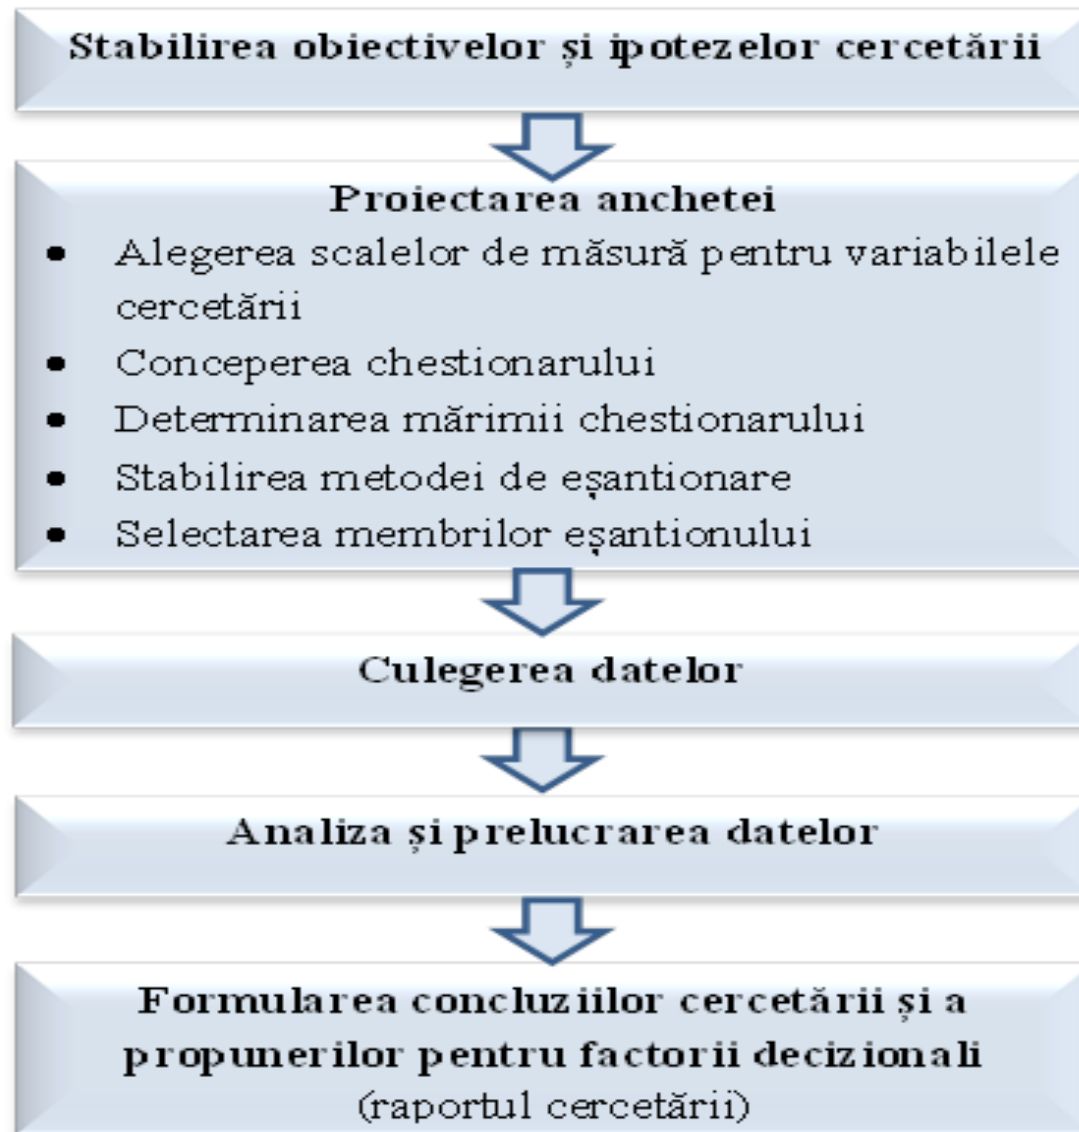 Stabilirea obiectivelor și ipotezelor cercetării
Proiectarea anchetei
• Alegerea scalelor de măsură pentru variabilele
cercetării
• Conceperea chestionarului
• Determinarea mărimii chestionarului
• Stabilirea metodei de eșantionare
• Selectarea membrilor eșantionului
Culegerea datelor
Analiza și prelucrarea datelor
Formularea concluziilor cercetării și a
propunerilor pentru factorii decizionali
(raportul cercetării)